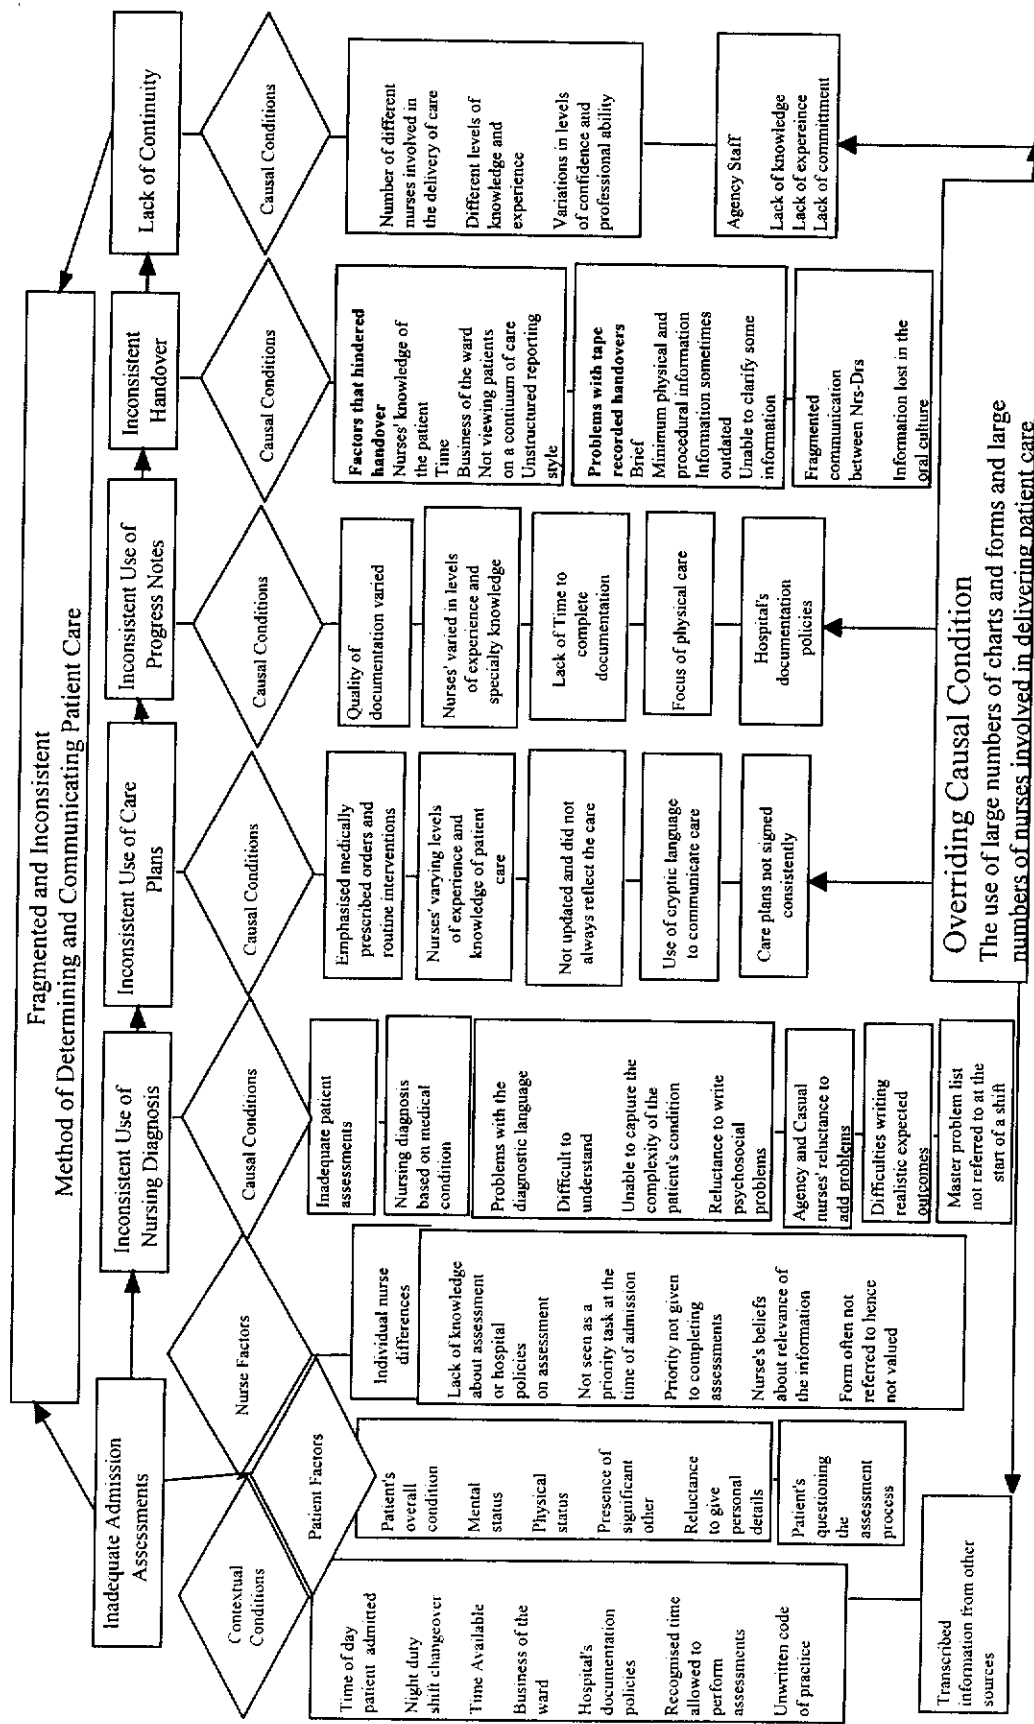 Fragmented and Inconsistent
Method of Determining and Communicating Patient Care
Inadequate Admission
Assessments
Inconsistent Use of
Nursing Diagnosis
Inconsistent Use of Care
Plans
Inconsistent Use of
Progress Notes
Inconsistent
Handover
Lack of Continuity
Contextual
Conditions
Patient Factors
Nurse Factors
Causal Conditions
Causal Conditions
Causal Conditions
Causal Conditions
Causal Conditions
Time of day
patient admitted
Night duty
shift changeover
Time Available
Business of the
ward
Hospital's
documentation
policies
Recognised time
allowed to
perform
assessments
Unwritten code
of practice
Transcribed
information from other
sources
Patient's
overall
condition
Mental
status
Physical
status
Presence of
significant
other
Reluctance
to give
personal
details
Patient's
questioning
the
assessment
process
Individual nurse
differences
Lack of knowledge
about assessment
or hospital
policies
on assessment
Not seen as a
priority task at the
time of admission
Priority not given
to completing
assessments
Nurse's beliefs
about relevance of
the information
Form often not
referred to hence
not valued
Inadequate patient
assessments
Nursing diagnosis
based on medical
condition
Problems with the
diagnostic language
Difficult to
understand
Unable to capture the
complexity of the
patient's condition
Reluctance to write
psychosocial
problems
Agency and Casual
nurses' reluctance to
add problems
Difficulties writing
realistic expected
outcomes
Master problem list
not referred to at the
start of a shift
Emphasised medically
prescribed orders and
routine interventions
Nurses' varying levels
of experience and
knowledge of patient
care
Not updated and did not
always reflect the care
Use of cryptic language
to communicate care
Care plans not signed
consistently
Quality of
documentation varied
Nurses' varied in levels
of experience and
specialty knowledge
Lack of Time to
complete
documentation
Focus of physical care
Hospital's
documentation
policies
Factors that hindered
handover
Nurses' knowledge of
the patient
Time
Business of the ward
Not viewing patients
on a contiuum of care
Unstructured reporting
style
Problems with tape
recorded handovers
Brief
Minimum physical and
procedural information
Information sometimes
outdated
Unable to clarify some
information
Fragmented
communication
between Nrs-Drs
Information lost in the
oral culture
Number of different
nurses involved in
the delivery of care
Different levels of
knowledge and
experience
Variations in levels
of confidence and
professional ability
Agency Staff
Lack of knowledge
Lack of expereince
Lack of committment
Overriding Causal Condition
The use of large numbers of charts and forms and large
numbers of nurses involved in delivering patient care